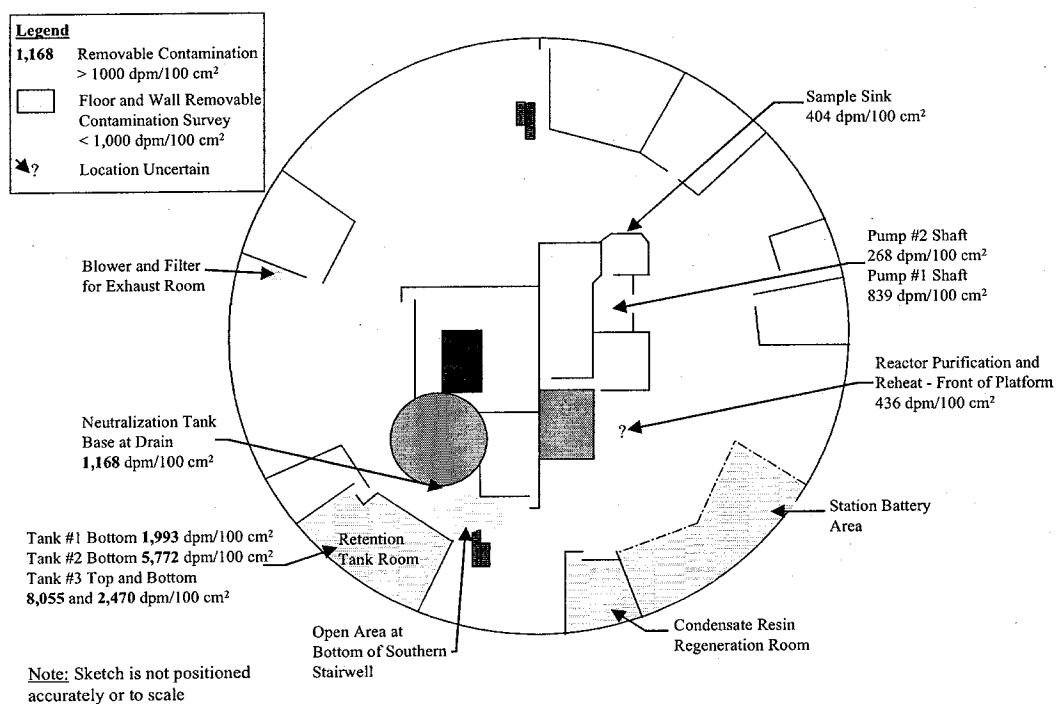 Legend
1,168 Removable Contamination
> 1000 dpm/100 cm²
Floor and Wall Removable
Contamination Survey
< 1,000 dpm/100 cm²
? Location Uncertain
Sample Sink
404 dpm/100 cm²
Pump #2 Shaft
268 dpm/100 cm²
Pump #1 Shaft
839 dpm/100 cm²
Blower and Filter
for Exhaust Room
Reactor Purification and
Reheat - Front of Platform
436 dpm/100 cm²
?
Neutralization Tank
Base at Drain
1,168 dpm/100 cm²
Station Battery
Area
Tank #1 Bottom 1,993 dpm/100 cm²
Tank #2 Bottom 5,772 dpm/100 cm²
Tank #3 Top and Bottom
8,055 and 2,470 dpm/100 cm²
Retention
Tank Room
Open Area at
Bottom of Southern
Stairwell
Condensate Resin
Regeneration Room
Note: Sketch is not positioned
accurately or to scale